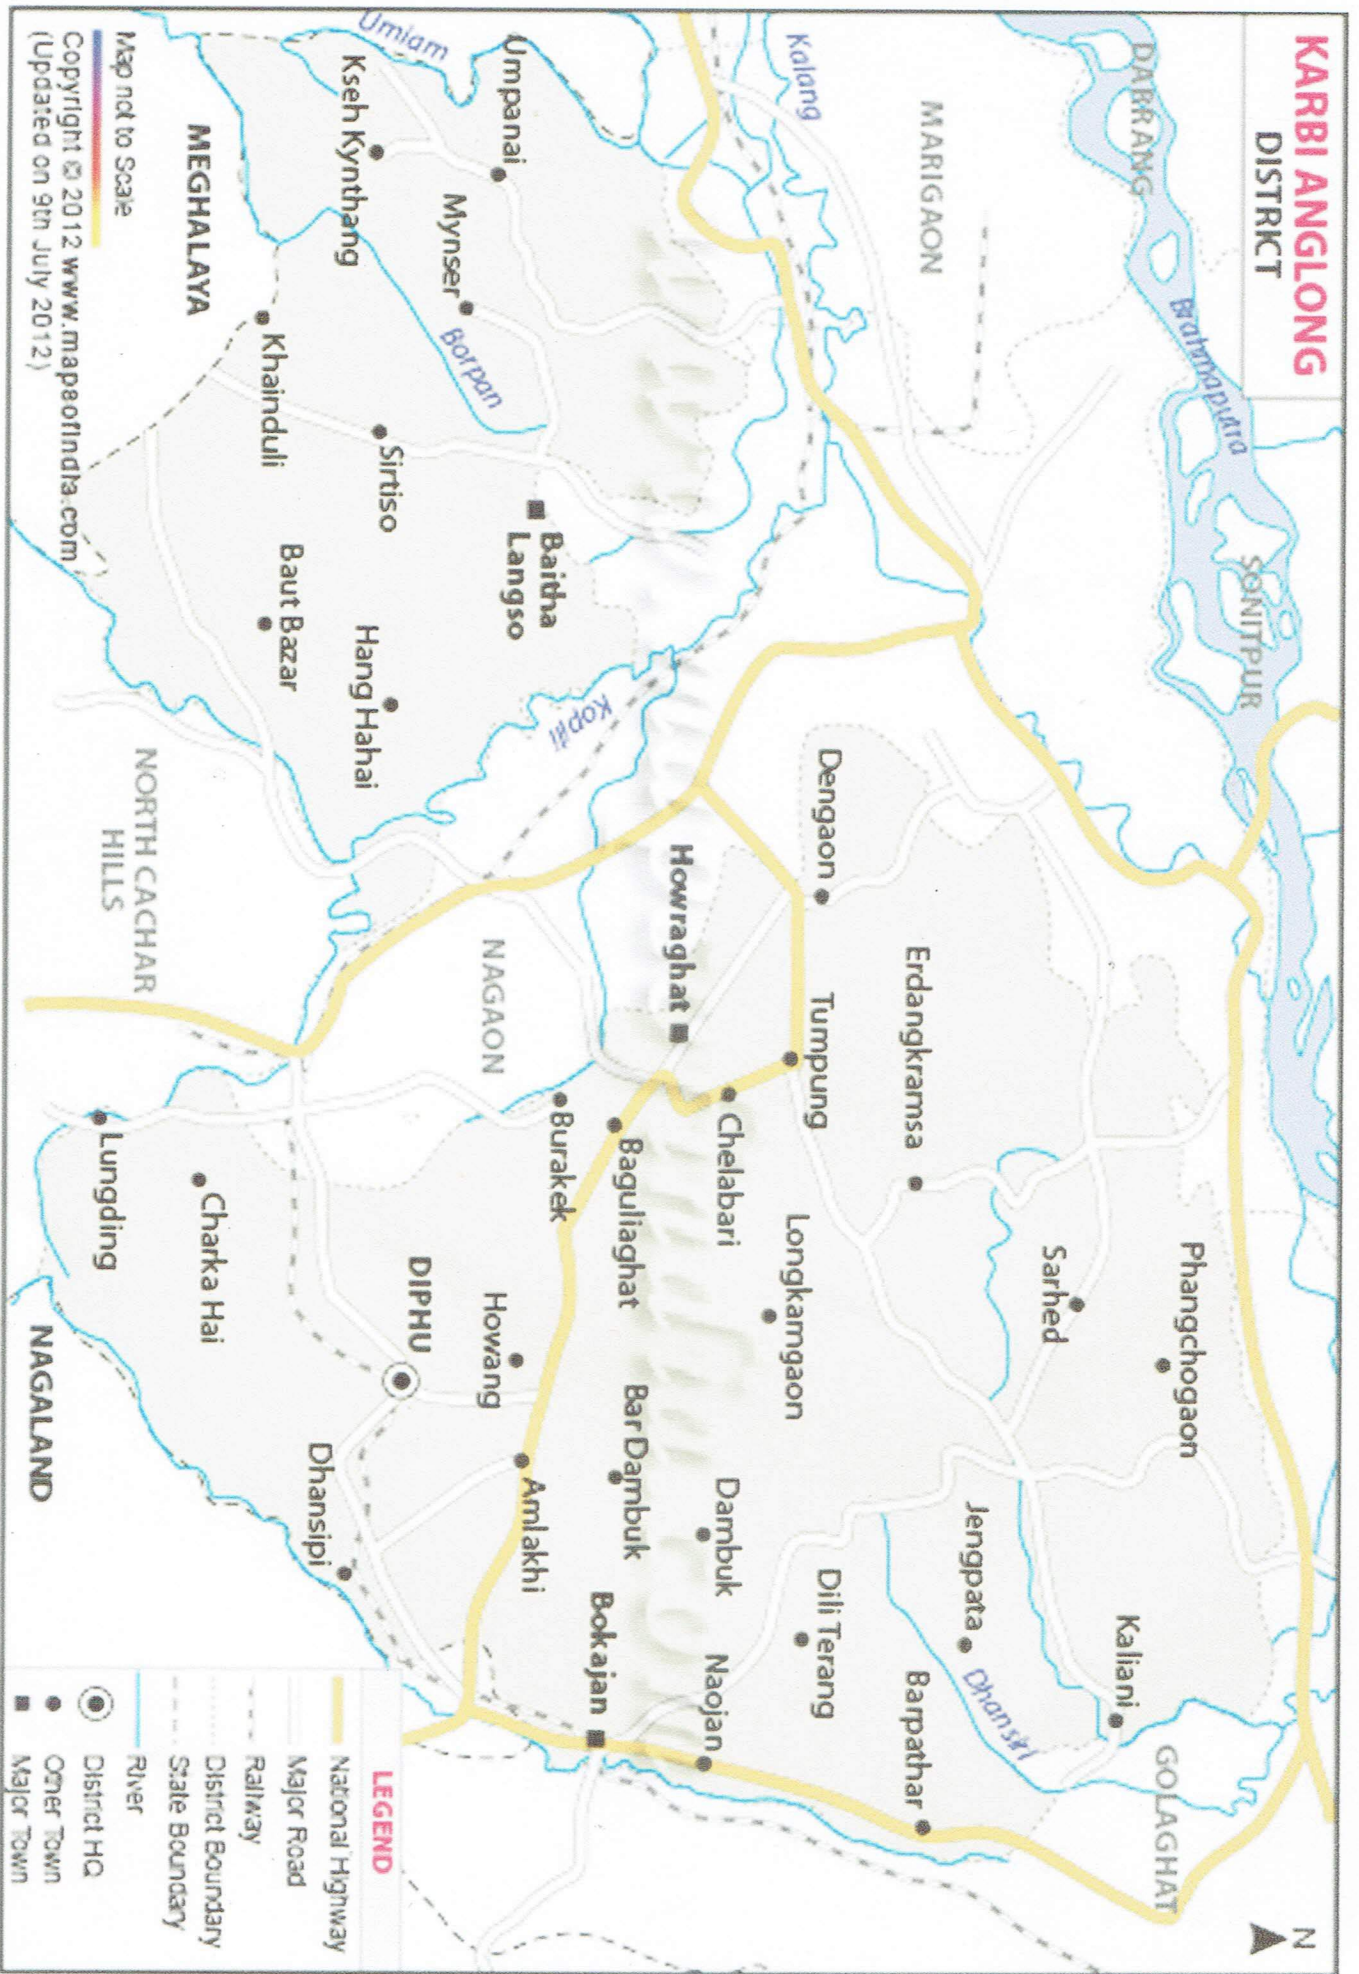 KARBI ANGLONG
DISTRICT
N
DARRANG
Brahmaputra
SONITPUR
MARIGAON
Kalang
Phangchogaon
Kaliani
GOLAGHAT
Sarhed
Jengpata
Dhansiri
Erdangkramsa
Barpathar
Dengaon
Tumpung
Longkamgaon
Dili Terang
Chelabari
Dambuk
Naojan
Howraghat
Baguliaghat
Bar Dambuk
Bokajan
Umiam
Umpanai
Kseh Kynthang
Mynser
Borpan
Baitha
Langso
Kopili
Burakek
NAGAON
Howang
Amlakhi
DIPHU
Dhansipi
Sirtiso
Hang Hahai
Khainduli
Baut Bazar
MEGHALAYA
NORTH CACHAR
HILLS
Charka Hai
Lungding
NAGALAND
Map not to Scale
Copyright © 2012 www.mapsofindia.com
(Updated on 9th July 2012)
LEGEND
National Highway
Major Road
Railway
District Boundary
State Boundary
River
District HQ
Other Town
Major Town